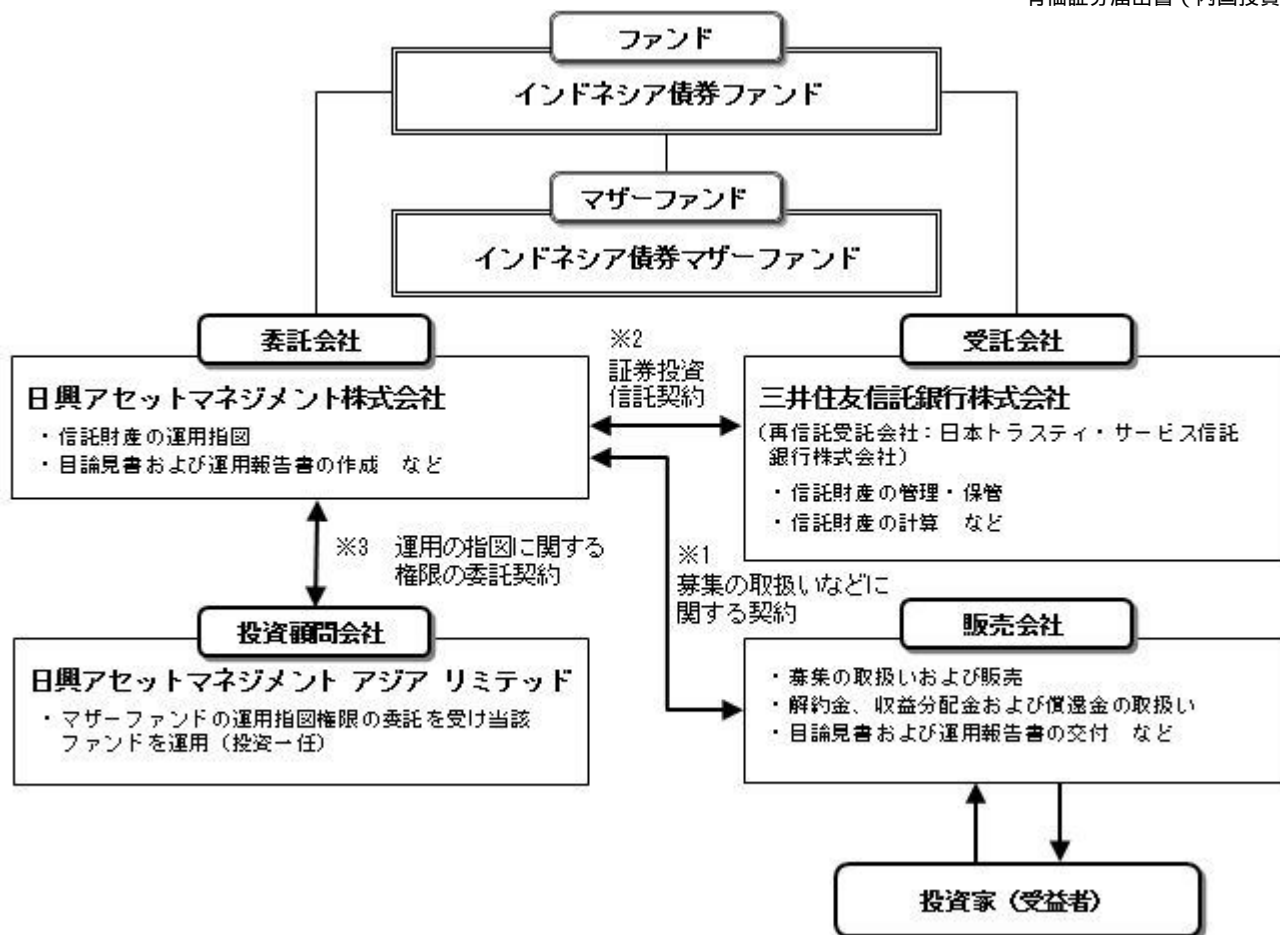 ファンド
インドネシア債券ファンド
マザーファンド
インドネシア債券マザーファンド
委託会社
日興アセットマネジメント株式会社
・信託財産の運用指図
・目論見書および運用報告書の作成 など
※2
証券投資
信託契約
受託会社
三井住友信託銀行株式会社
(再信託受託会社：日本トラスティ・サービス信託
銀行株式会社)
・信託財産の管理・保管
・信託財産の計算 など
※3 運用の指図に関する
権限の委託契約
※1
募集の取扱いなどに
関する契約
投資顧問会社
日興アセットマネジメント アジア リミテッド
・マザーファンドの運用指図権限の委託を受け当該
ファンドを運用（投資一任）
販売会社
・募集の取扱いおよび販売
・解約金、収益分配金および償還金の取扱い
・目論見書および運用報告書の交付 など
投資家（受益者）